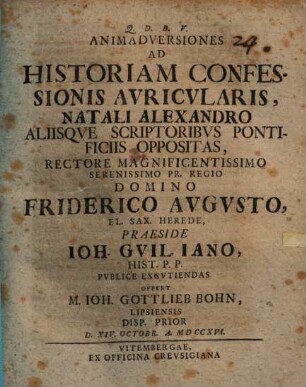 Q. D. B. V.
ANIMADVERSIONES
24.
AD
HISTORIAM CONFES-
SIONIS AVRICVLARIS,
NATALI ALEXANDRO
ALIISQVE SCRIPTORIBVS PONTI-
FICIIS OPPOSITAS,
RECTORE MAGNIFICENTISSIMO
SERENISSIMO PR. REGIO
DOMINO
FRIDERICO AVGVSTO,
EL. SAX. HEREDE,
PRAESIDE
IOH. GVIL. IANO,
HIST. P. P.
PVBLICE EXCVTIENDAS
OFFERT
M. IOH. GOTTLIEB BOHN,
LIPSIENSIS
DISP. PRIOR
D. XIV. OCTOBR. A. MDCCXVI.
VITEMBERGAE,
EX OFFICINA CREVSIGIANA